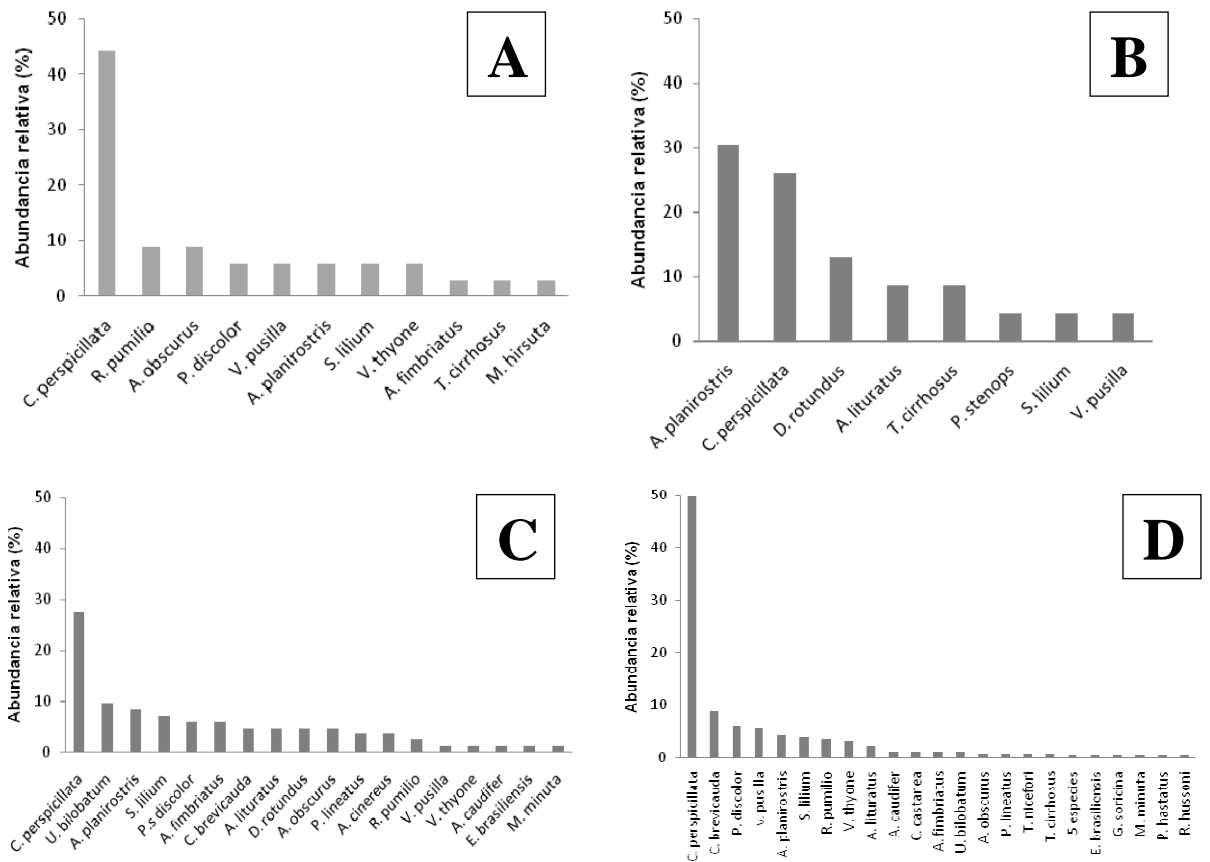 A
Abundancia relativa (%)
50
40
30
20
10
0
C. perspicillata
R. pumilio
A. obscurus
P. discolor
V. pusilla
A. planirostris
S. lilium
V. thyone
A. fimbriatus
T. cirrhosus
M. hirsuta
B
Abundancia relativa (%)
50
40
30
20
10
0
A. planirostris
C. perspicillata
D. rotundus
A. lituratus
T. cirrhosus
P. stenops
S. lilium
V. pusilla
C
Abundancia relativa (%)
50
40
30
20
10
0
C. perspicillata
U. bilobatum
A. planirostris
S. lilium
P.s discolor
A. fimbriatus
C. brevicauda
A. lituratus
D. rotundus
A. obscurus
P. lineatus
A. cinereus
R. pumilio
V. pusilla
V. thyone
A. caudifer
E. brasiliensis
M. minuta
D
Abundancia relativa (%)
50
40
30
20
10
0
C. perspicillata
C. brevicauda
P. discolor
v. pusilla
A. planirostris
S. lilium
R. pumilio
V. thyone
A. lituratus
A. caudifer
C. castarea
A. fimbriatus
U. bilobatum
A. obscurus
P. lineatus
T. nicefori
T. cirrhosus
5 especies
E. brasiliensis
G. soricina
M. minuta
P. hastatus
R. hussoni